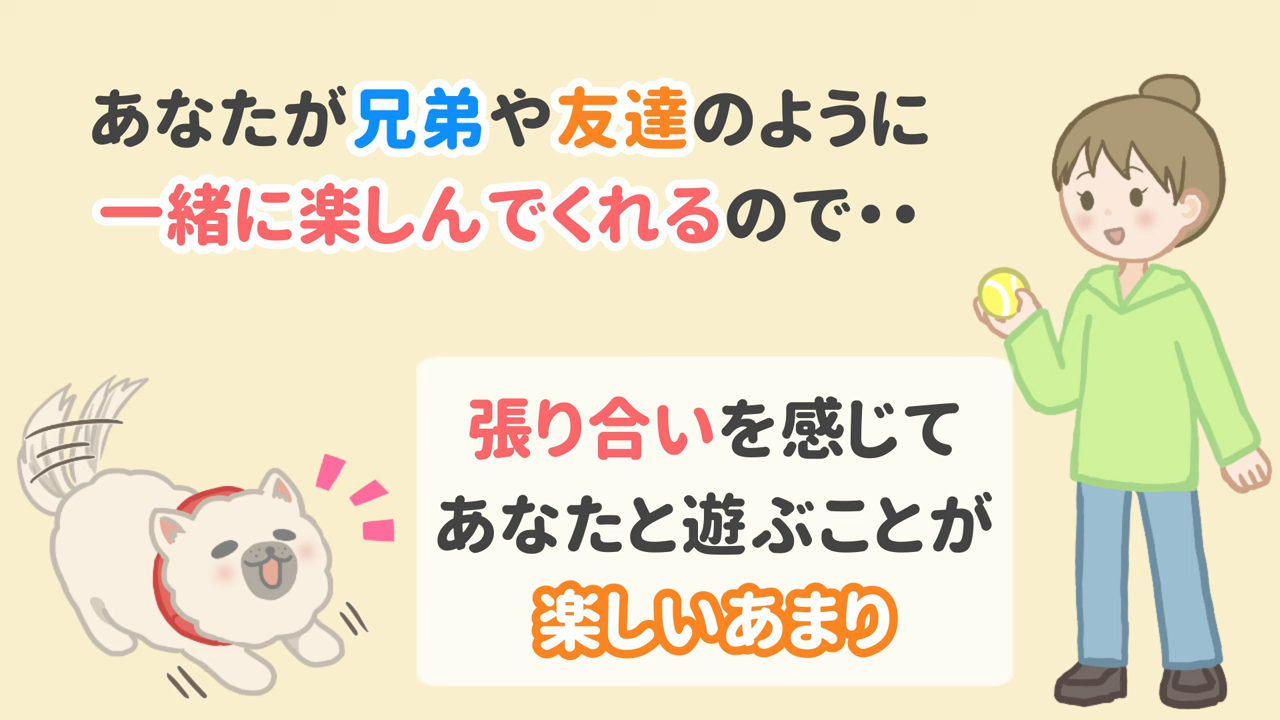 あなたが兄弟や友達のように
一緒に楽しんでくれるので・・
張り合いを感じて
あなたと遊ぶことが
楽しいあまり